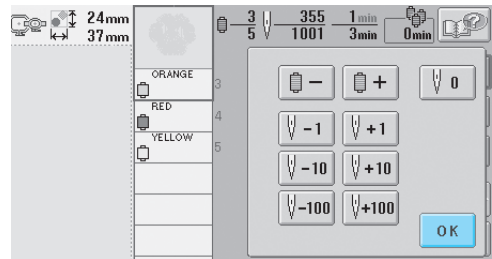 24mm
37mm
3
5
355
1001
1min
3min
0min
ORANGE
3
RED
4
YELLOW
5
−
+
0
−1
+1
−10
+10
−100
+100
OK